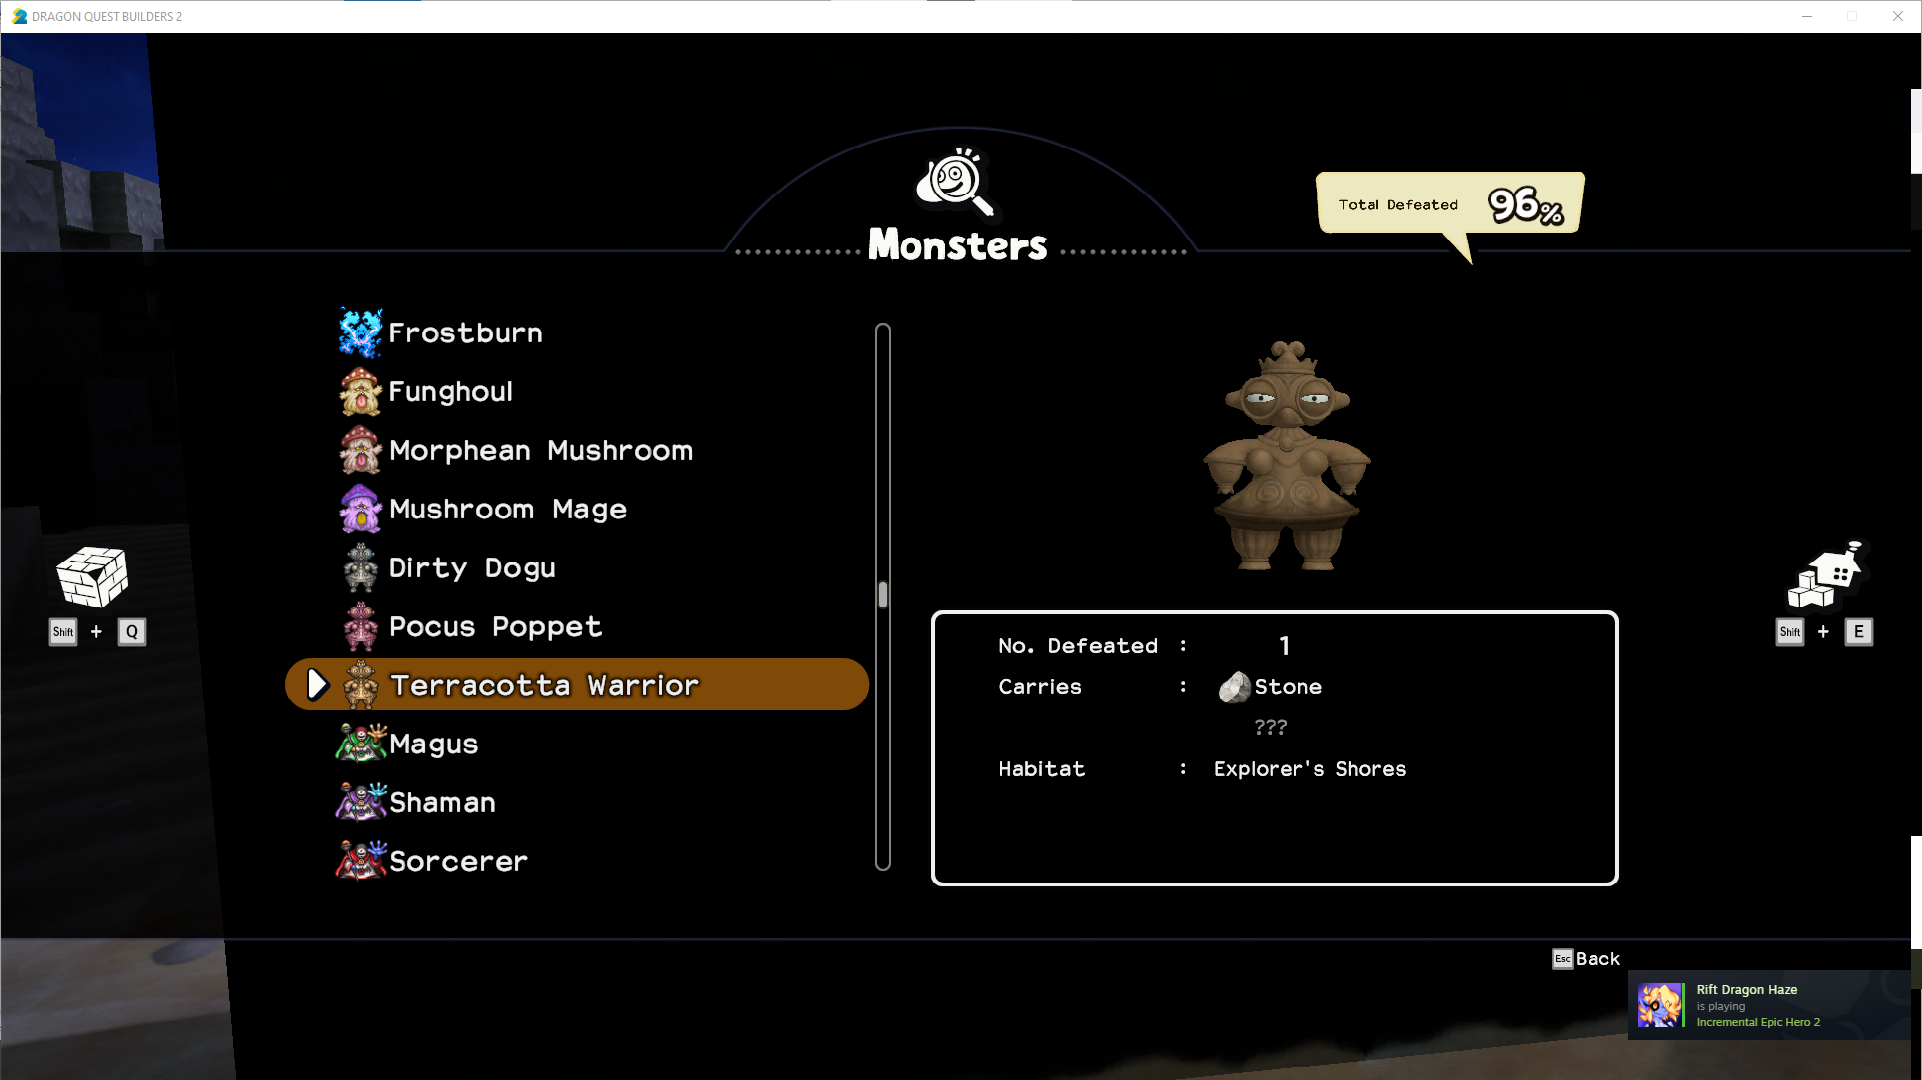 DRAGON QUEST BUILDERS 2
Monsters
Total Defeated 96%
Frostburn
Funghoul
Morphean Mushroom
Mushroom Mage
Dirty Dogu
Pocus Poppet
Terracotta Warrior
Magus
Shaman
Sorcerer
Shift + Q
No. Defeated : 1
Carries : Stone
???
Habitat : Explorer's Shores
Shift + E
Esc Back
Rift Dragon Haze
is playing
Incremental Epic Hero 2